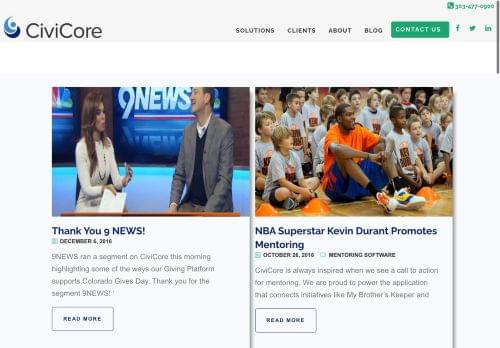 303-477-0900
CiviCore
SOLUTIONS CLIENTS ABOUT BLOG CONTACT US
9NEWS
Thank You 9 NEWS!
DECEMBER 6, 2016
9NEWS ran a segment on CiviCore this morning
highlighting some of the ways our Giving Platform
supports Colorado Gives Day. Thank you for the
segment 9NEWS! '
READ MORE
NBA Superstar Kevin Durant Promotes
Mentoring
OCTOBER 26, 2016 MENTORING SOFTWARE
CiviCore is always inspired when we see a call to action
for mentoring. We are proud to power the application
that connects initiatives like My Brother's Keeper and
READ MORE